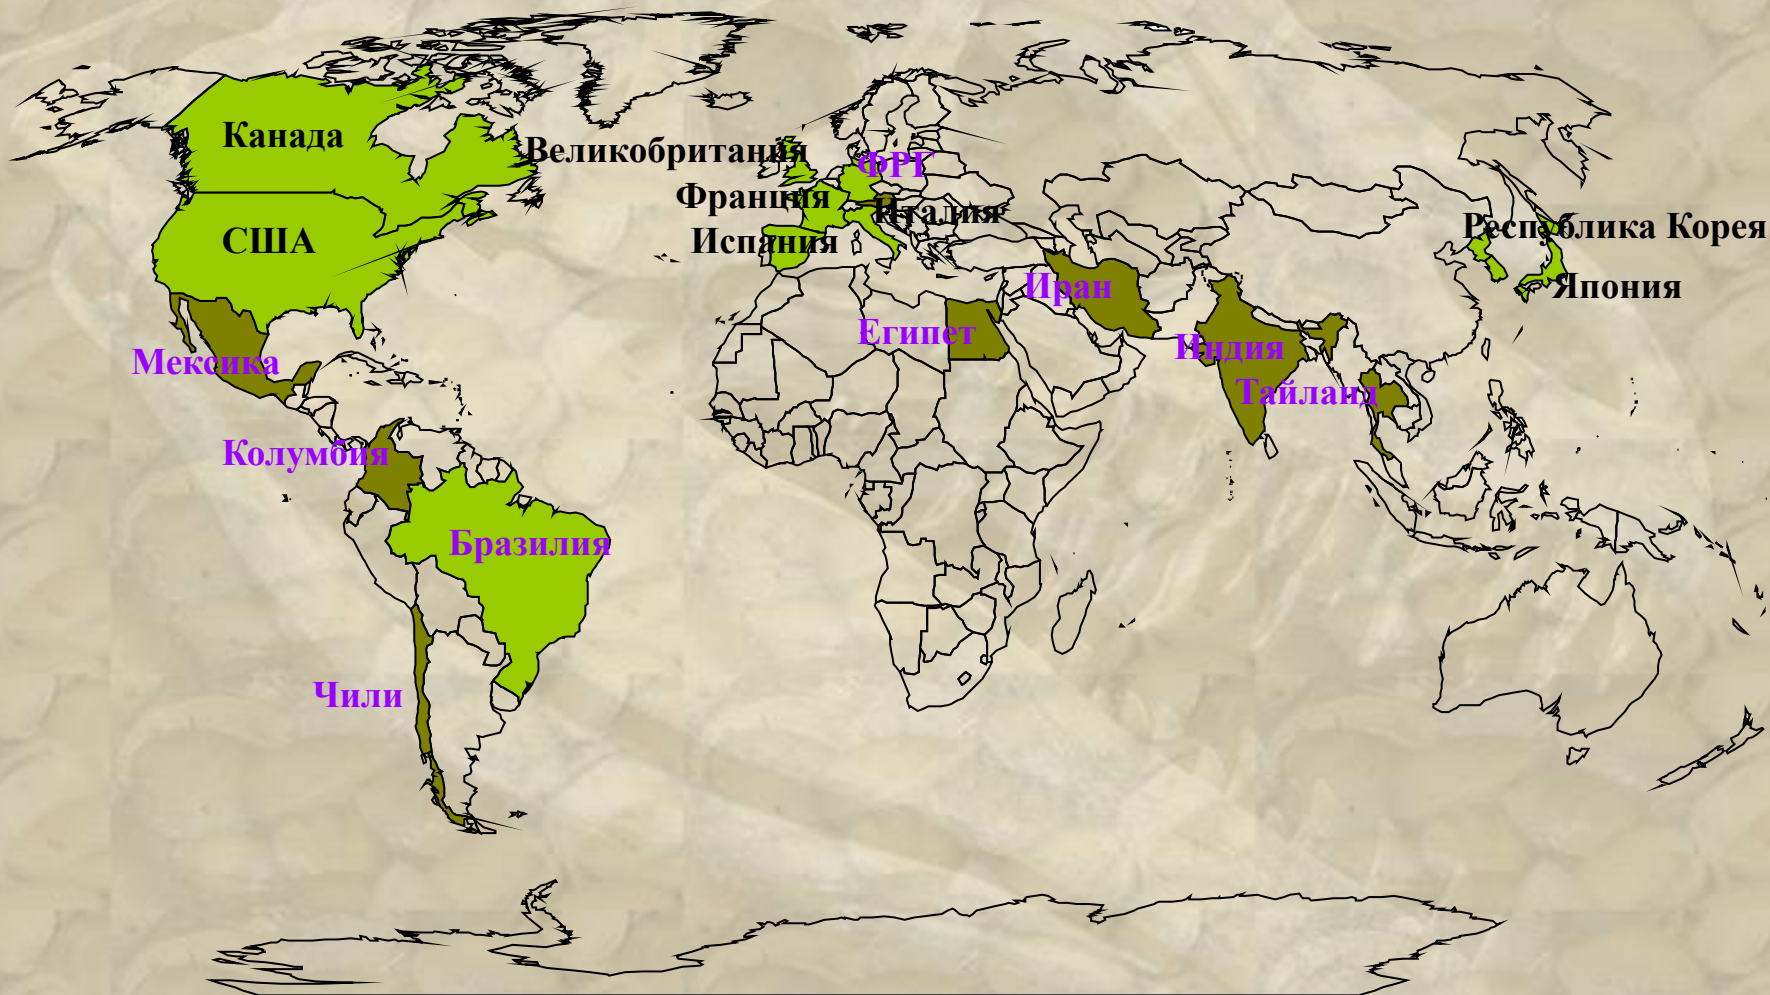 Канада
Великобритания
ФРГ
Франция
Италия
США
Испания
Республика Корея
Иран
Япония
Египет
Индия
Мексика
Тайланд
Колумбия
Бразилия
Чили